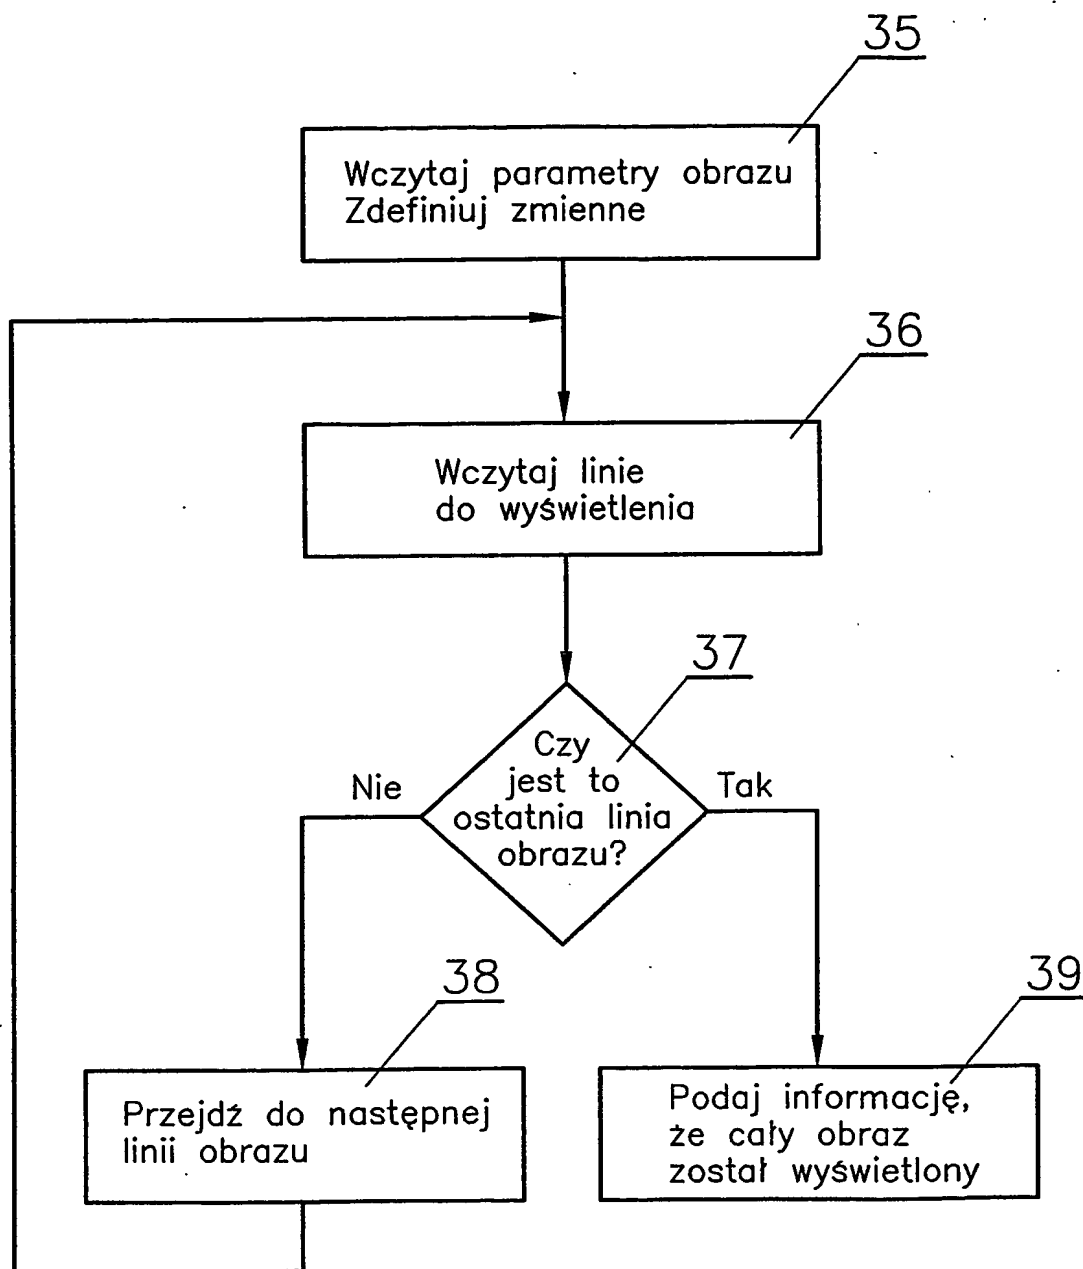 35
Wczytaj parametry obrazu
Zdefiniuj zmienne
36
Wczytaj linie
do wyświetlenia
37
Czy
jest to
ostatnia linia
obrazu?
Nie
Tak
38
Przejdź do następnej
linii obrazu
39
Podaj informację,
że cały obraz
został wyświetlony